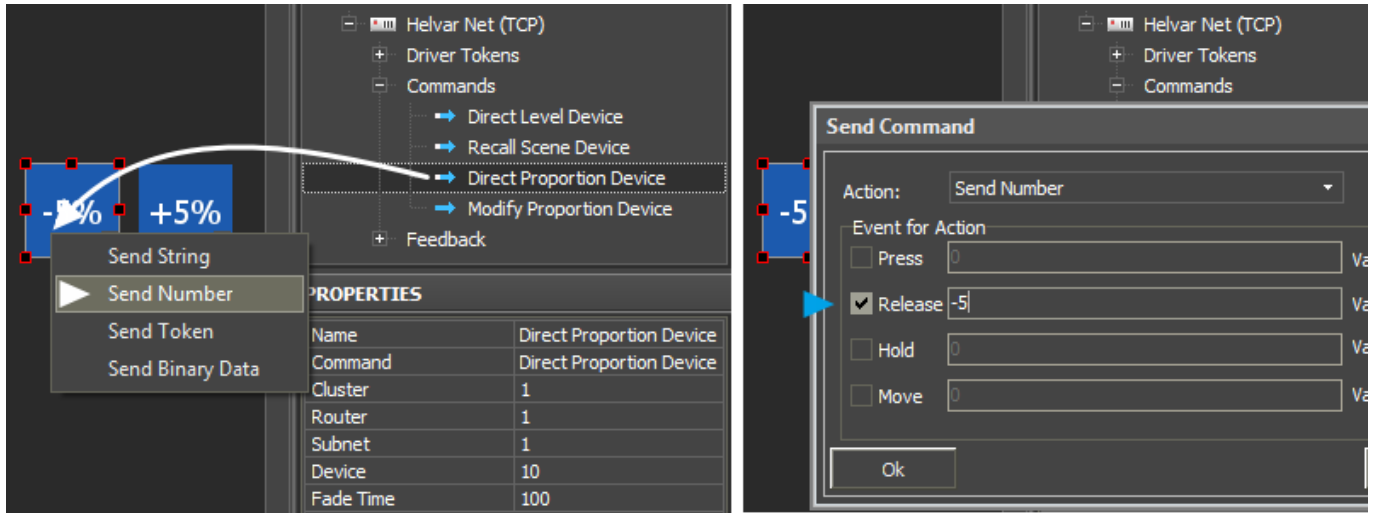 Helvar Net (TCP)
Driver Tokens
Commands
Direct Level Device
Recall Scene Device
Direct Proportion Device
Modify Proportion Device
Feedback
+5%
Send String
Send Number
Send Token
Send Binary Data
PROPERTIES
Name Direct Proportion Device
Command Direct Proportion Device
Cluster 1
Router 1
Subnet 1
Device 10
Fade Time 100
Helvar Net (TCP)
Driver Tokens
Commands
-5
Send Command
Action: Send Number
Event for Action
Press 0
Release -5
Hold 0
Move 0
Ok